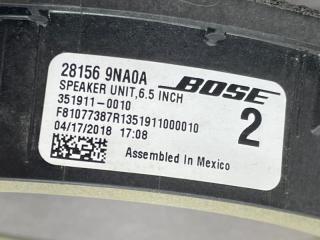 28156 9NA0A
BOSE
SPEAKER UNIT,6.5 INCH
351911-0010
F81077387R1351911000010
04/17/2018 17:08
2
Assembled In Mexico